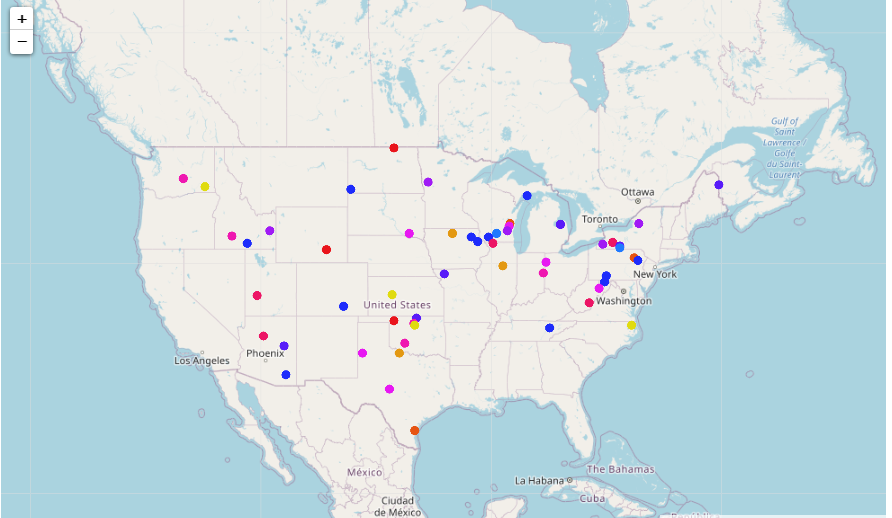 +
−
Gulf of
Saint
Lawrence /
Golfe
du Saint-
Laurent
Ottawa
Toronto
New York
Washington
United States
Los Angeles
Phoenix
México
Ciudad
de México
La Habana
The Bahamas
Cuba